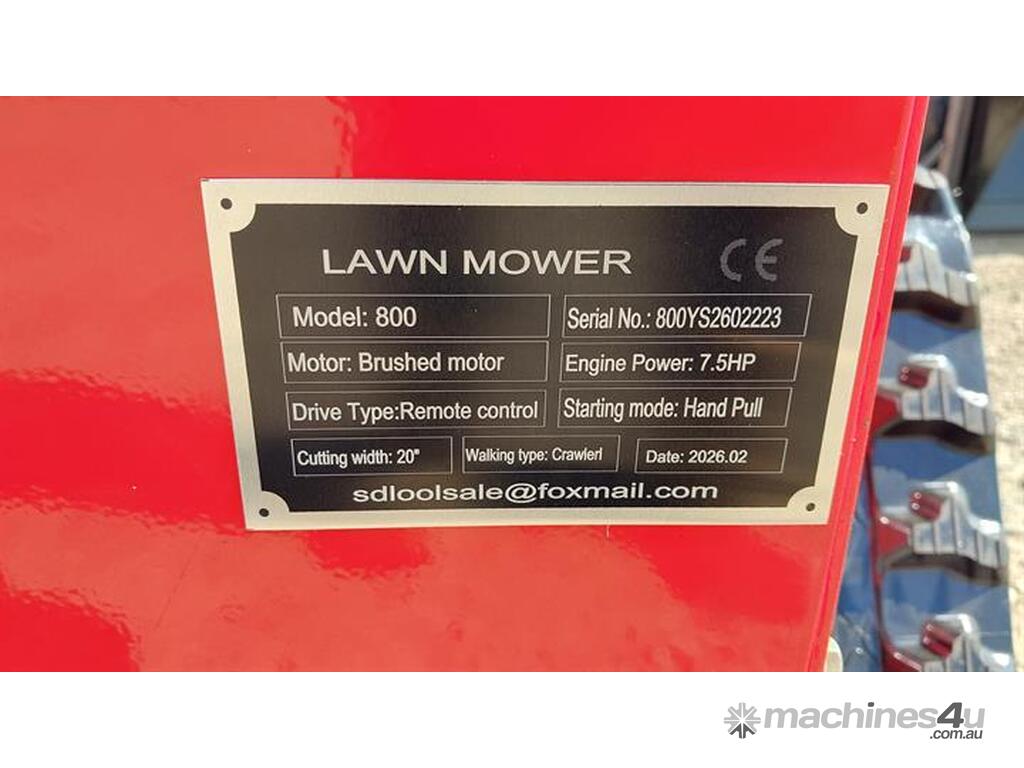 LAWN MOWER CE
Model: 800 Serial No.: 800YS2602223
Motor: Brushed motor Engine Power: 7.5HP
Drive Type:Remote control Starting mode: Hand Pull
Cutting width: 20" Walking type: Crawlerl Date: 2026.02
sdloolsale@foxmail.com
machines4u
.com.au